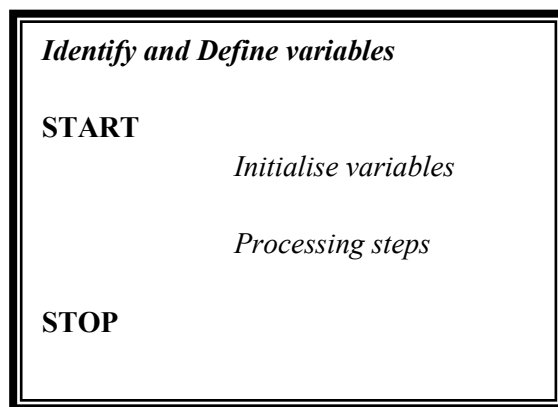 Identify and Define variables
START
Initialise variables
Processing steps
STOP